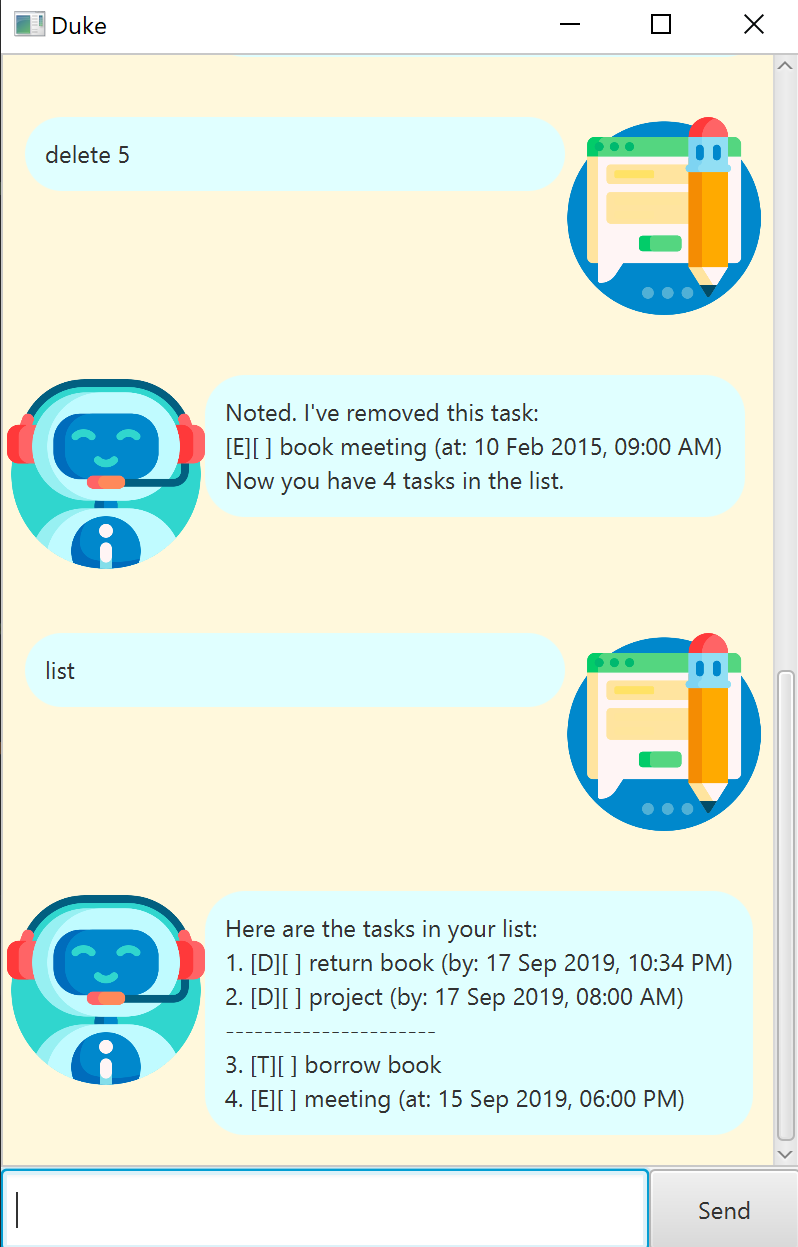 Duke
delete 5
Noted. I've removed this task:
[E][ ] book meeting (at: 10 Feb 2015, 09:00 AM)
Now you have 4 tasks in the list.
list
Here are the tasks in your list:
1. [D][ ] return book (by: 17 Sep 2019, 10:34 PM)
2. [D][ ] project (by: 17 Sep 2019, 08:00 AM)
----------------------
3. [T][ ] borrow book
4. [E][ ] meeting (at: 15 Sep 2019, 06:00 PM)
Send